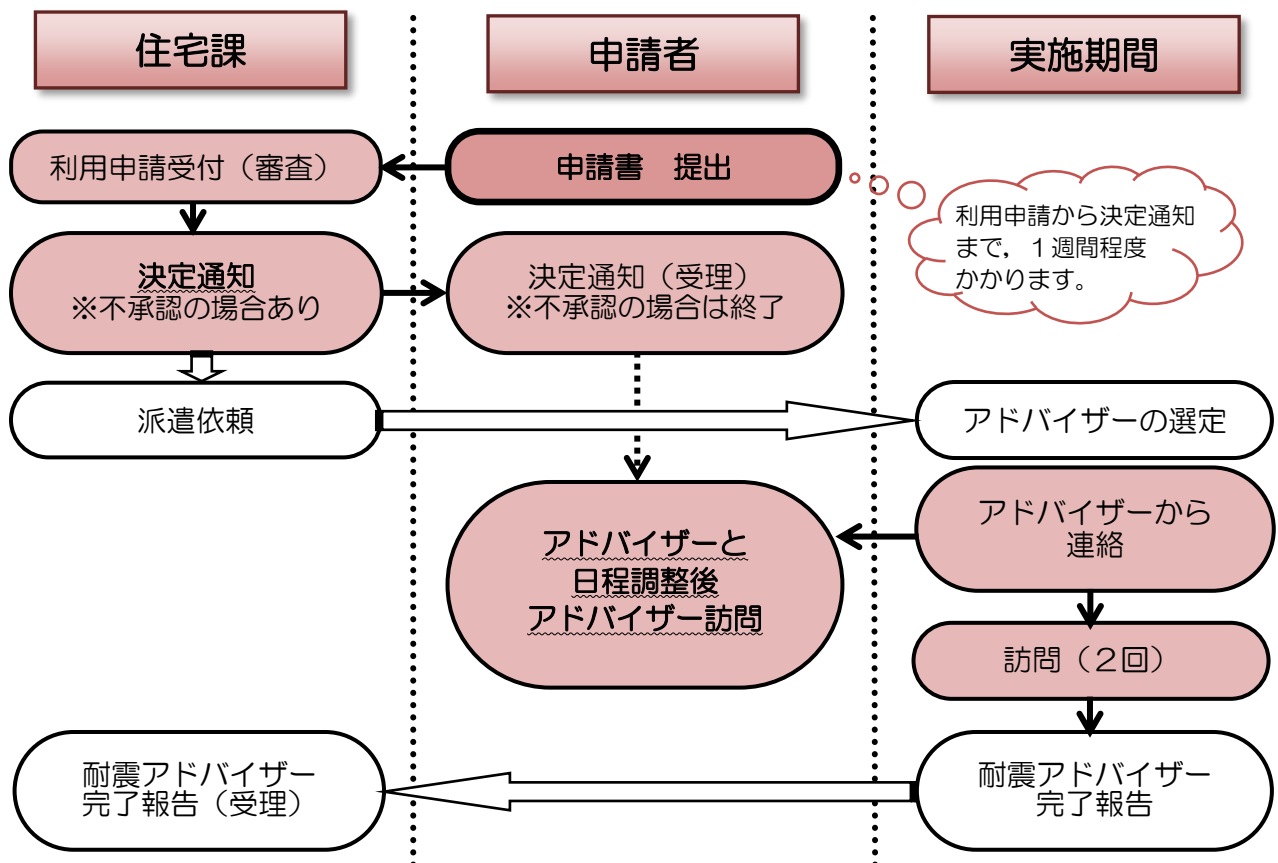 住宅課
申請者
実施期間
利用申請受付（審査）
申請書　提出
利用申請から決定通知
まで，１週間程度
かかります。
決定通知
※不承認の場合あり
決定通知（受理）
※不承認の場合は終了
派遣依頼
アドバイザーの選定
アドバイザーから
連絡
アドバイザーと
日程調整後
アドバイザー訪問
訪問（２回）
耐震アドバイザー
完了報告（受理）
耐震アドバイザー
完了報告